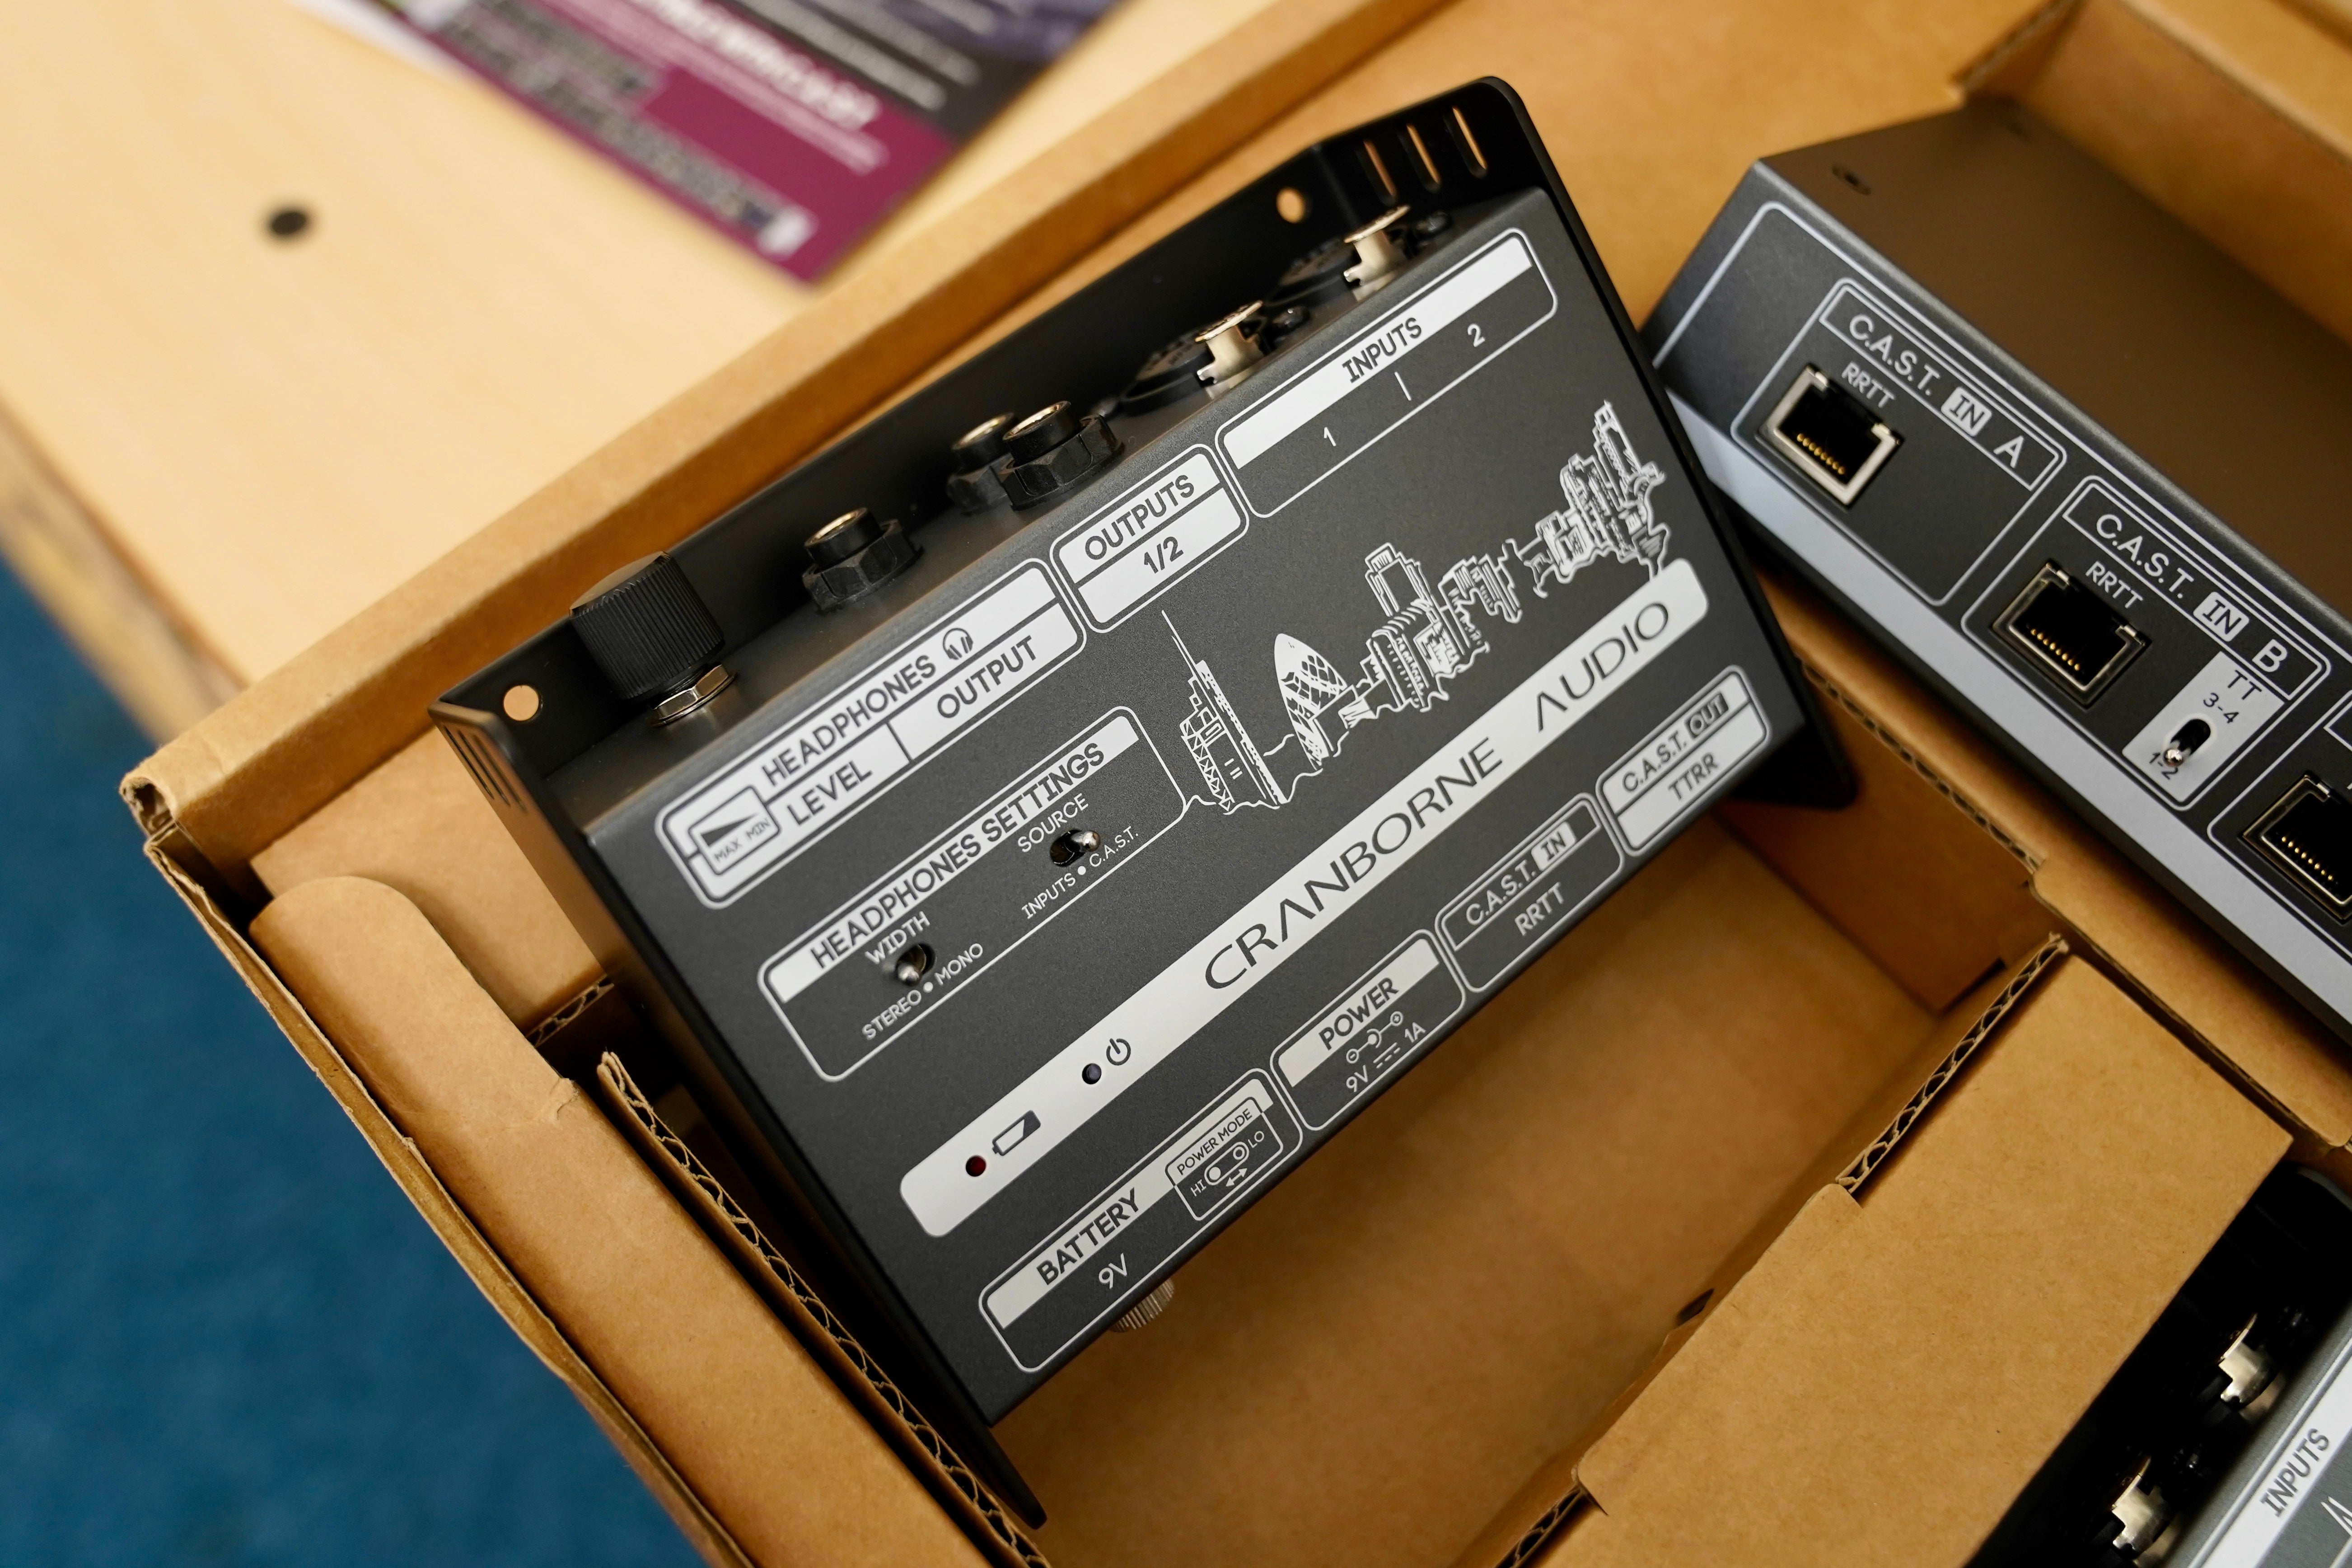 INPUTS
1 | 2
OUTPUTS
1/2
HEADPHONES
MAX MIN LEVEL | OUTPUT
HEADPHONES SETTINGS
WIDTH
STEREO • MONO
SOURCE
INPUTS • C.A.S.T.
CRANBORNE AUDIO
BATTERY
9V
POWER MODE
HI LO
POWER
9V 1A
C.A.S.T. IN
RRTT
C.A.S.T. OUT
TTRR
C.A.S.T. IN A
RRTT
C.A.S.T. IN B
RRTT
TT
3-4
1-2
INPUTS